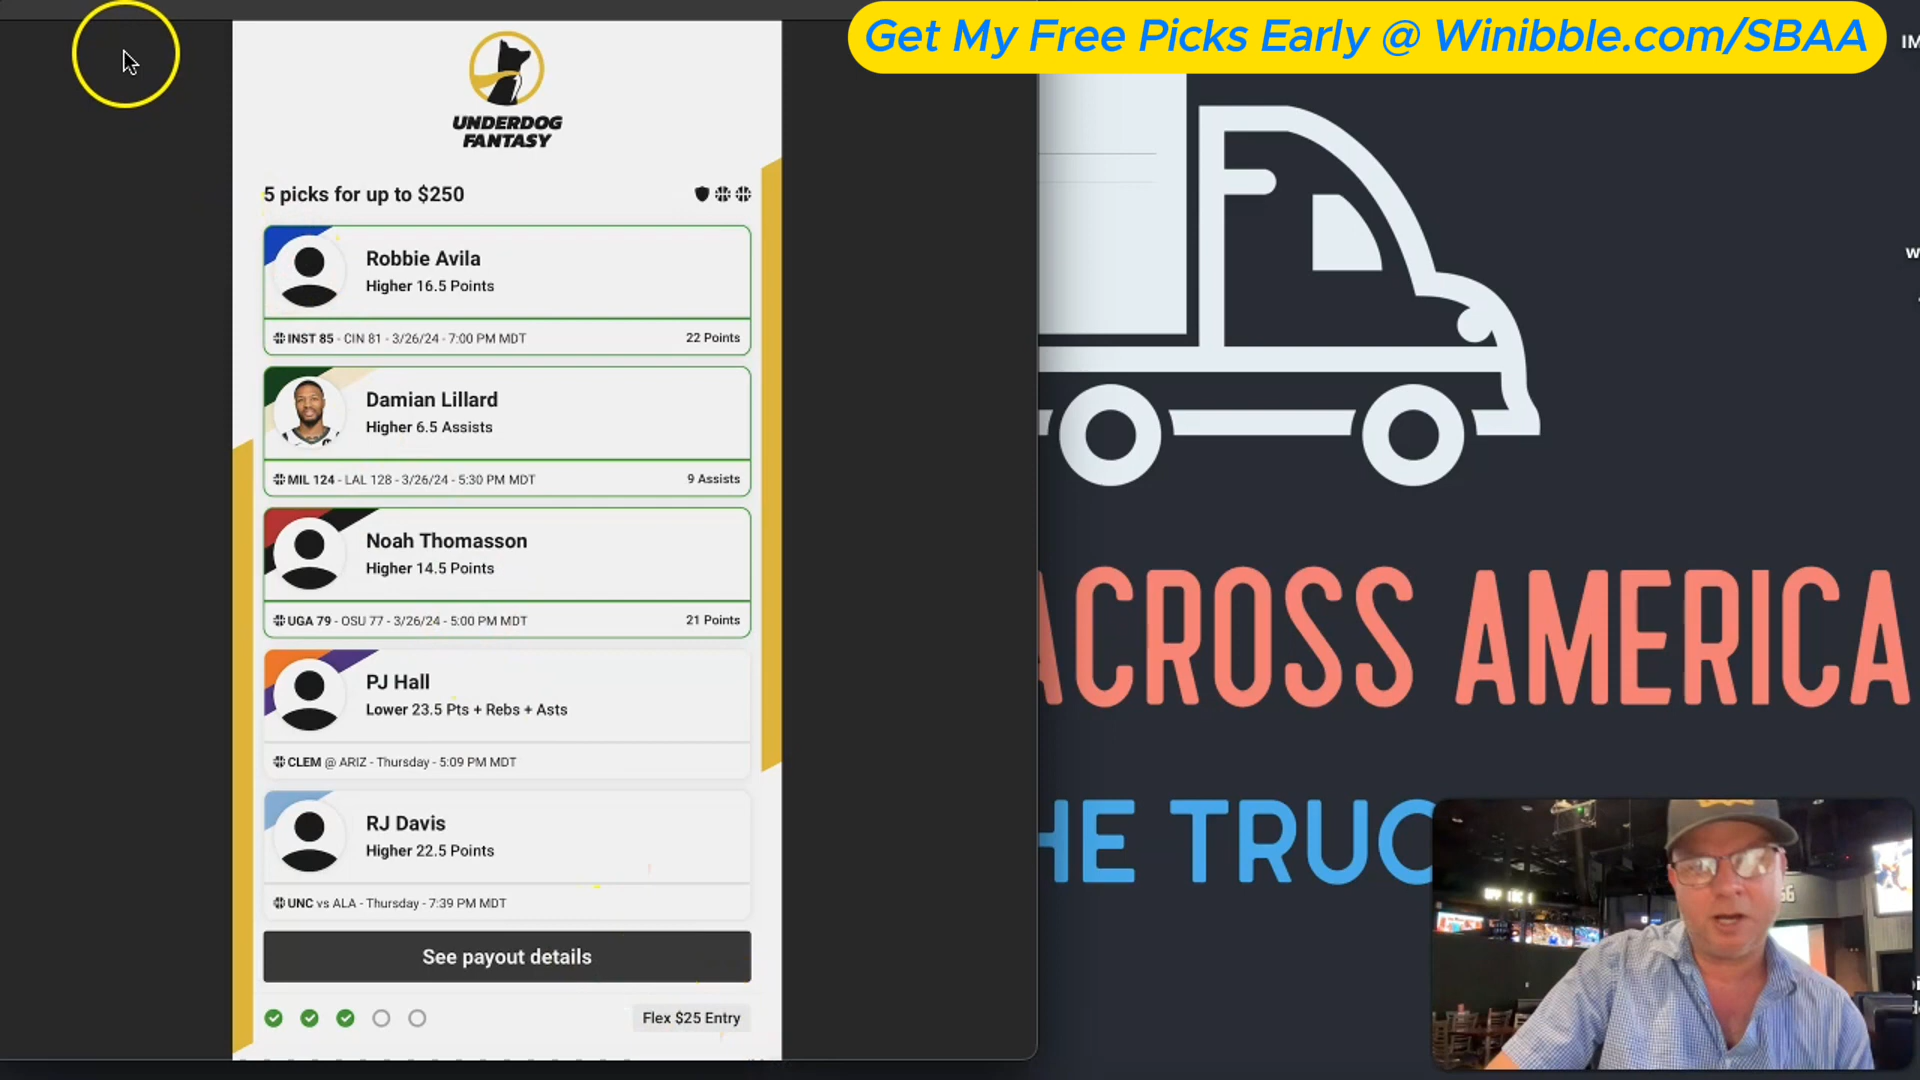 Get My Free Picks Early @ Winibble.com/SBAA
UNDERDOG
FANTASY
5 picks for up to $250
Robbie Avila
Higher 16.5 Points
INST 85 - CIN 81 - 3/26/24 - 7:00 PM MDT
22 Points
Damian Lillard
Higher 6.5 Assists
MIL 124 - LAL 128 - 3/26/24 - 5:30 PM MDT
9 Assists
Noah Thomasson
Higher 14.5 Points
UGA 79 - OSU 77 - 3/26/24 - 5:00 PM MDT
21 Points
PJ Hall
Lower 23.5 Pts + Rebs + Asts
CLEM @ ARIZ - Thursday - 5:09 PM MDT
RJ Davis
Higher 22.5 Points
UNC vs ALA - Thursday - 7:39 PM MDT
See payout details
Flex $25 Entry
ACROSS AMERICA
HE TRUC